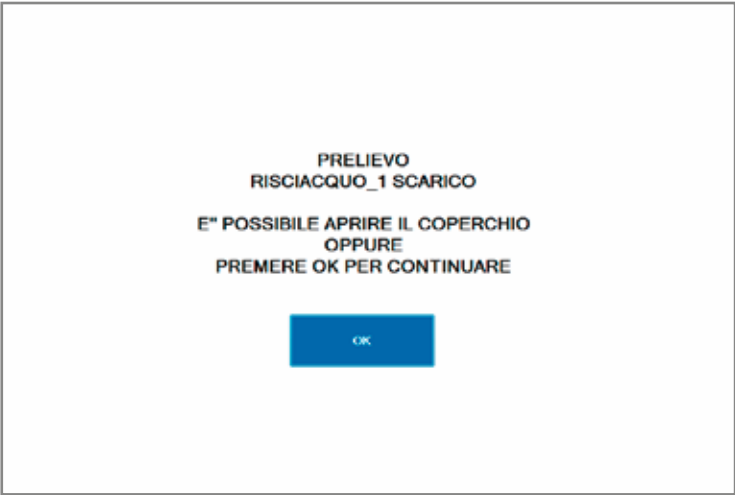 PRELIEVO
RISCIACQUO_1 SCARICO
E" POSSIBILE APRIRE IL COPERCHIO
OPPURE
PREMERE OK PER CONTINUARE
OK